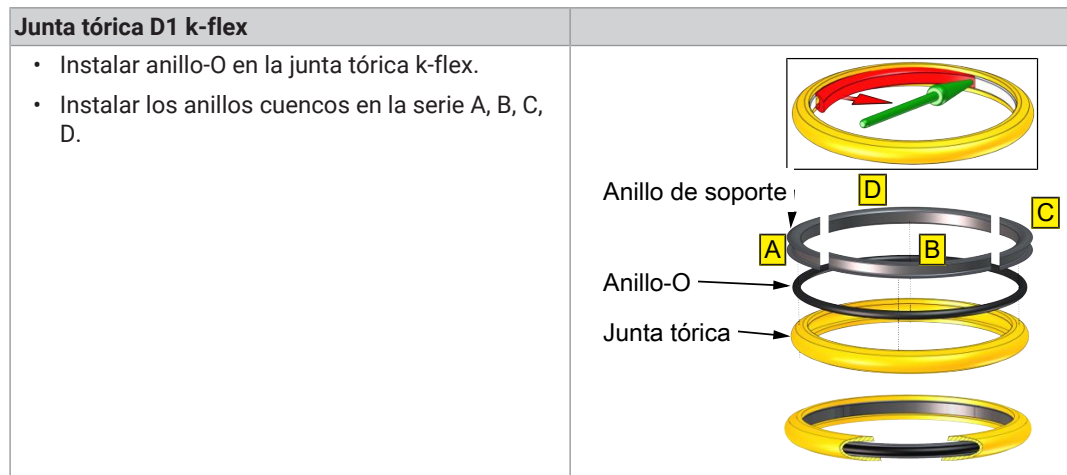 Junta tórica D1 k-flex
• Instalar anillo-O en la junta tórica k-flex.
• Instalar los anillos cuencos en la serie A, B, C,
D.
Anillo de soporte
D
C
A
B
Anillo-O
Junta tórica